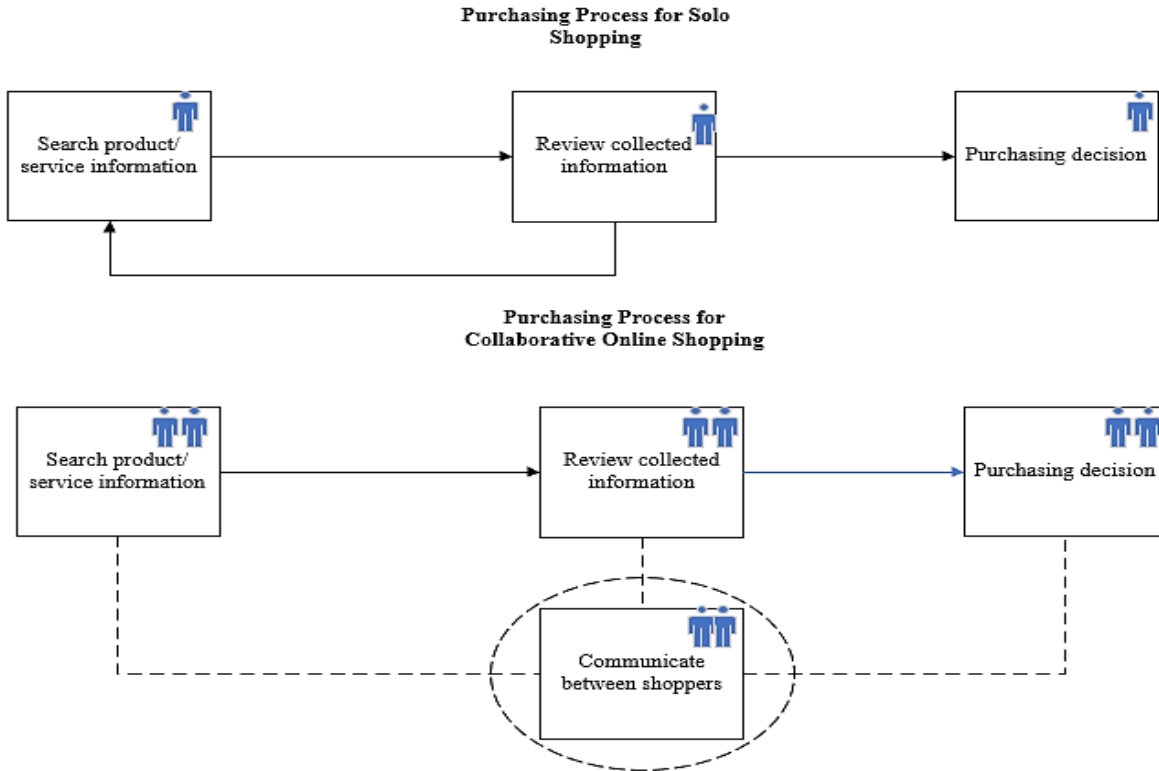 Purchasing Process for Solo
Shopping
Search product/
service information
Review collected
information
Purchasing decision
Purchasing Process for
Collaborative Online Shopping
Search product/
service information
Review collected
information
Purchasing decision
Communicate
between shoppers